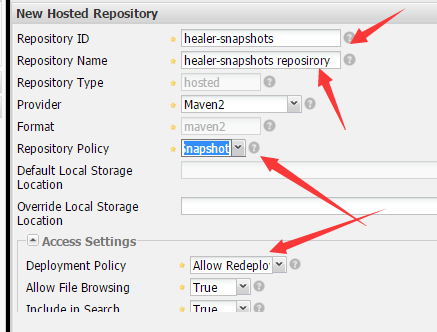 New Hosted Repository
Repository ID healer-snapshots
Repository Name healer-snapshots reposirory
Repository Type hosted
Provider Maven2
Format maven2
Repository Policy Snapshot
Default Local Storage
Location
Override Local Storage
Location
Access Settings
Deployment Policy Allow Redeplo
Allow File Browsing True
Include in Search True